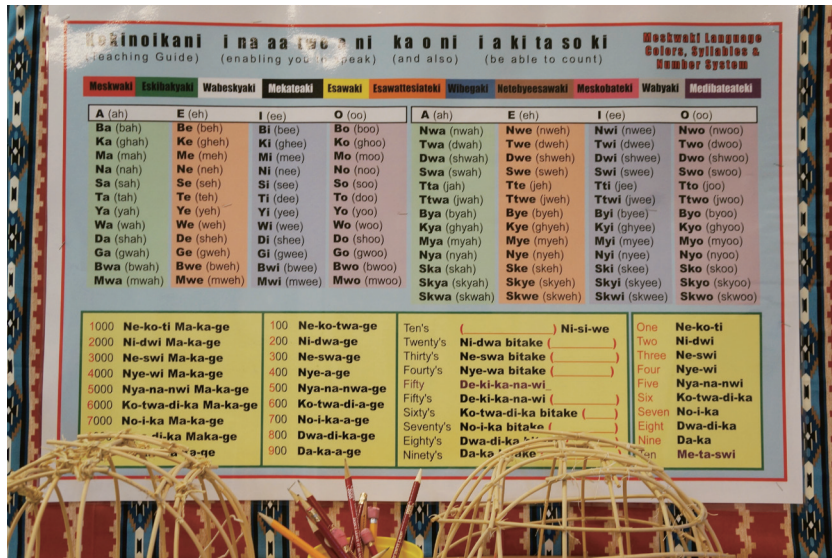 Kekinoikani i na aa twe o ni ka o ni i a ki ta so ki
(Teaching Guide) (enabling you to speak) (and also) (be able to count)
Meskwaki Language
Colors, Syllables &
Number System
Meskwaki Eskibakyaki Wabeskyaki Mekateaki Esawaki Esawattesiateki Wibegaki Netebyeesawaki Meskobateki Wabyaki Medibateateki
A (ah) E (eh) I (ee) O (oo)
Ba (bah) Be (beh) Bi (bee) Bo (boo)
Ka (ghah) Ke (gheh) Ki (ghee) Ko (ghoo)
Ma (mah) Me (meh) Mi (mee) Mo (moo)
Na (nah) Ne (neh) Ni (nee) No (noo)
Sa (sah) Se (seh) Si (see) So (soo)
Ta (tah) Te (teh) Ti (dee) To (doo)
Ya (yah) Ye (yeh) Yi (yee) Yo (yoo)
Wa (wah) We (weh) Wi (wee) Wo (woo)
Da (shah) De (sheh) Di (shee) Do (shoo)
Ga (gwah) Ge (gweh) Gi (gwee) Go (gwoo)
Bwa (bwah) Bwe (bweh) Bwi (bwee) Bwo (bwoo)
Mwa (mwah) Mwe (mweh) Mwi (mwee) Mwo (mwoo)
A (ah) E (eh) I (ee) O (oo)
Nwa (nwah) Nwe (nweh) Nwi (nwee) Nwo (nwoo)
Twa (dwah) Twe (dweh) Twi (dwee) Two (dwoo)
Dwa (shwah) Dwe (shweh) Dwi (shwee) Dwo (shwoo)
Swa (swah) Swe (sweh) Swi (swee) Swo (swoo)
Tta (jah) Tte (jeh) Tti (jee) Tto (joo)
Ttwa (jwah) Ttwe (jweh) Ttwi (jwee) Ttwo (jwoo)
Bya (byah) Bye (byeh) Byi (byee) Byo (byoo)
Kya (ghyah) Kye (ghyeh) Kyi (ghyee) Kyo (ghyoo)
Mya (myah) Mye (myeh) Myi (myee) Myo (myoo)
Nya (nyah) Nye (nyeh) Nyi (nyee) Nyo (nyoo)
Ska (skah) Ske (skeh) Ski (skee) Sko (skoo)
Skya (skyah) Skye (skyeh) Skyi (skyee) Skyo (skyoo)
Skwa (skwah) Skwe (skweh) Skwi (skwee) Skwo (skwoo)
1000 Ne-ko-ti Ma-ka-ge
2000 Ni-dwi Ma-ka-ge
3000 Ne-swi Ma-ka-ge
4000 Nye-wi Ma-ka-ge
5000 Nya-na-nwi Ma-ka-ge
6000 Ko-twa-di-ka Ma-ka-ge
7000 No-i-ka Ma-ka-ge
di-ka Maka-ge
100 Ne-ko-twa-ge
200 Ni-dwa-ge
300 Ne-swa-ge
400 Nye-a-ge
500 Nya-na-nwa-ge
600 Ko-twa-di-a-ge
700 No-i-ka-a-ge
800 Dwa-di-ka-ge
900 Da-ka-a-ge
Ten's (__________) Ni-si-we
Twenty's Ni-dwa bitake (_______)
Thirty's Ne-swa bitake (_______)
Fourty's Nye-wa bitake (_______)
Fifty De-ki-ka-na-wi_
Fifty's De-ki-ka-na-wi (_______)
Sixty's Ko-twa-di-ka bitake (____)
Seventy's No-i-ka bitake (_______
Eighty's Dwa-di-ka
Ninety's Da-ka
One Ne-ko-ti
Two Ni-dwi
Three Ne-swi
Four Nye-wi
Five Nya-na-nwi
Six Ko-twa-di-ka
Seven No-i-ka
Eight Dwa-di-ka
Nine Da-ka
Ten Me-ta-swi